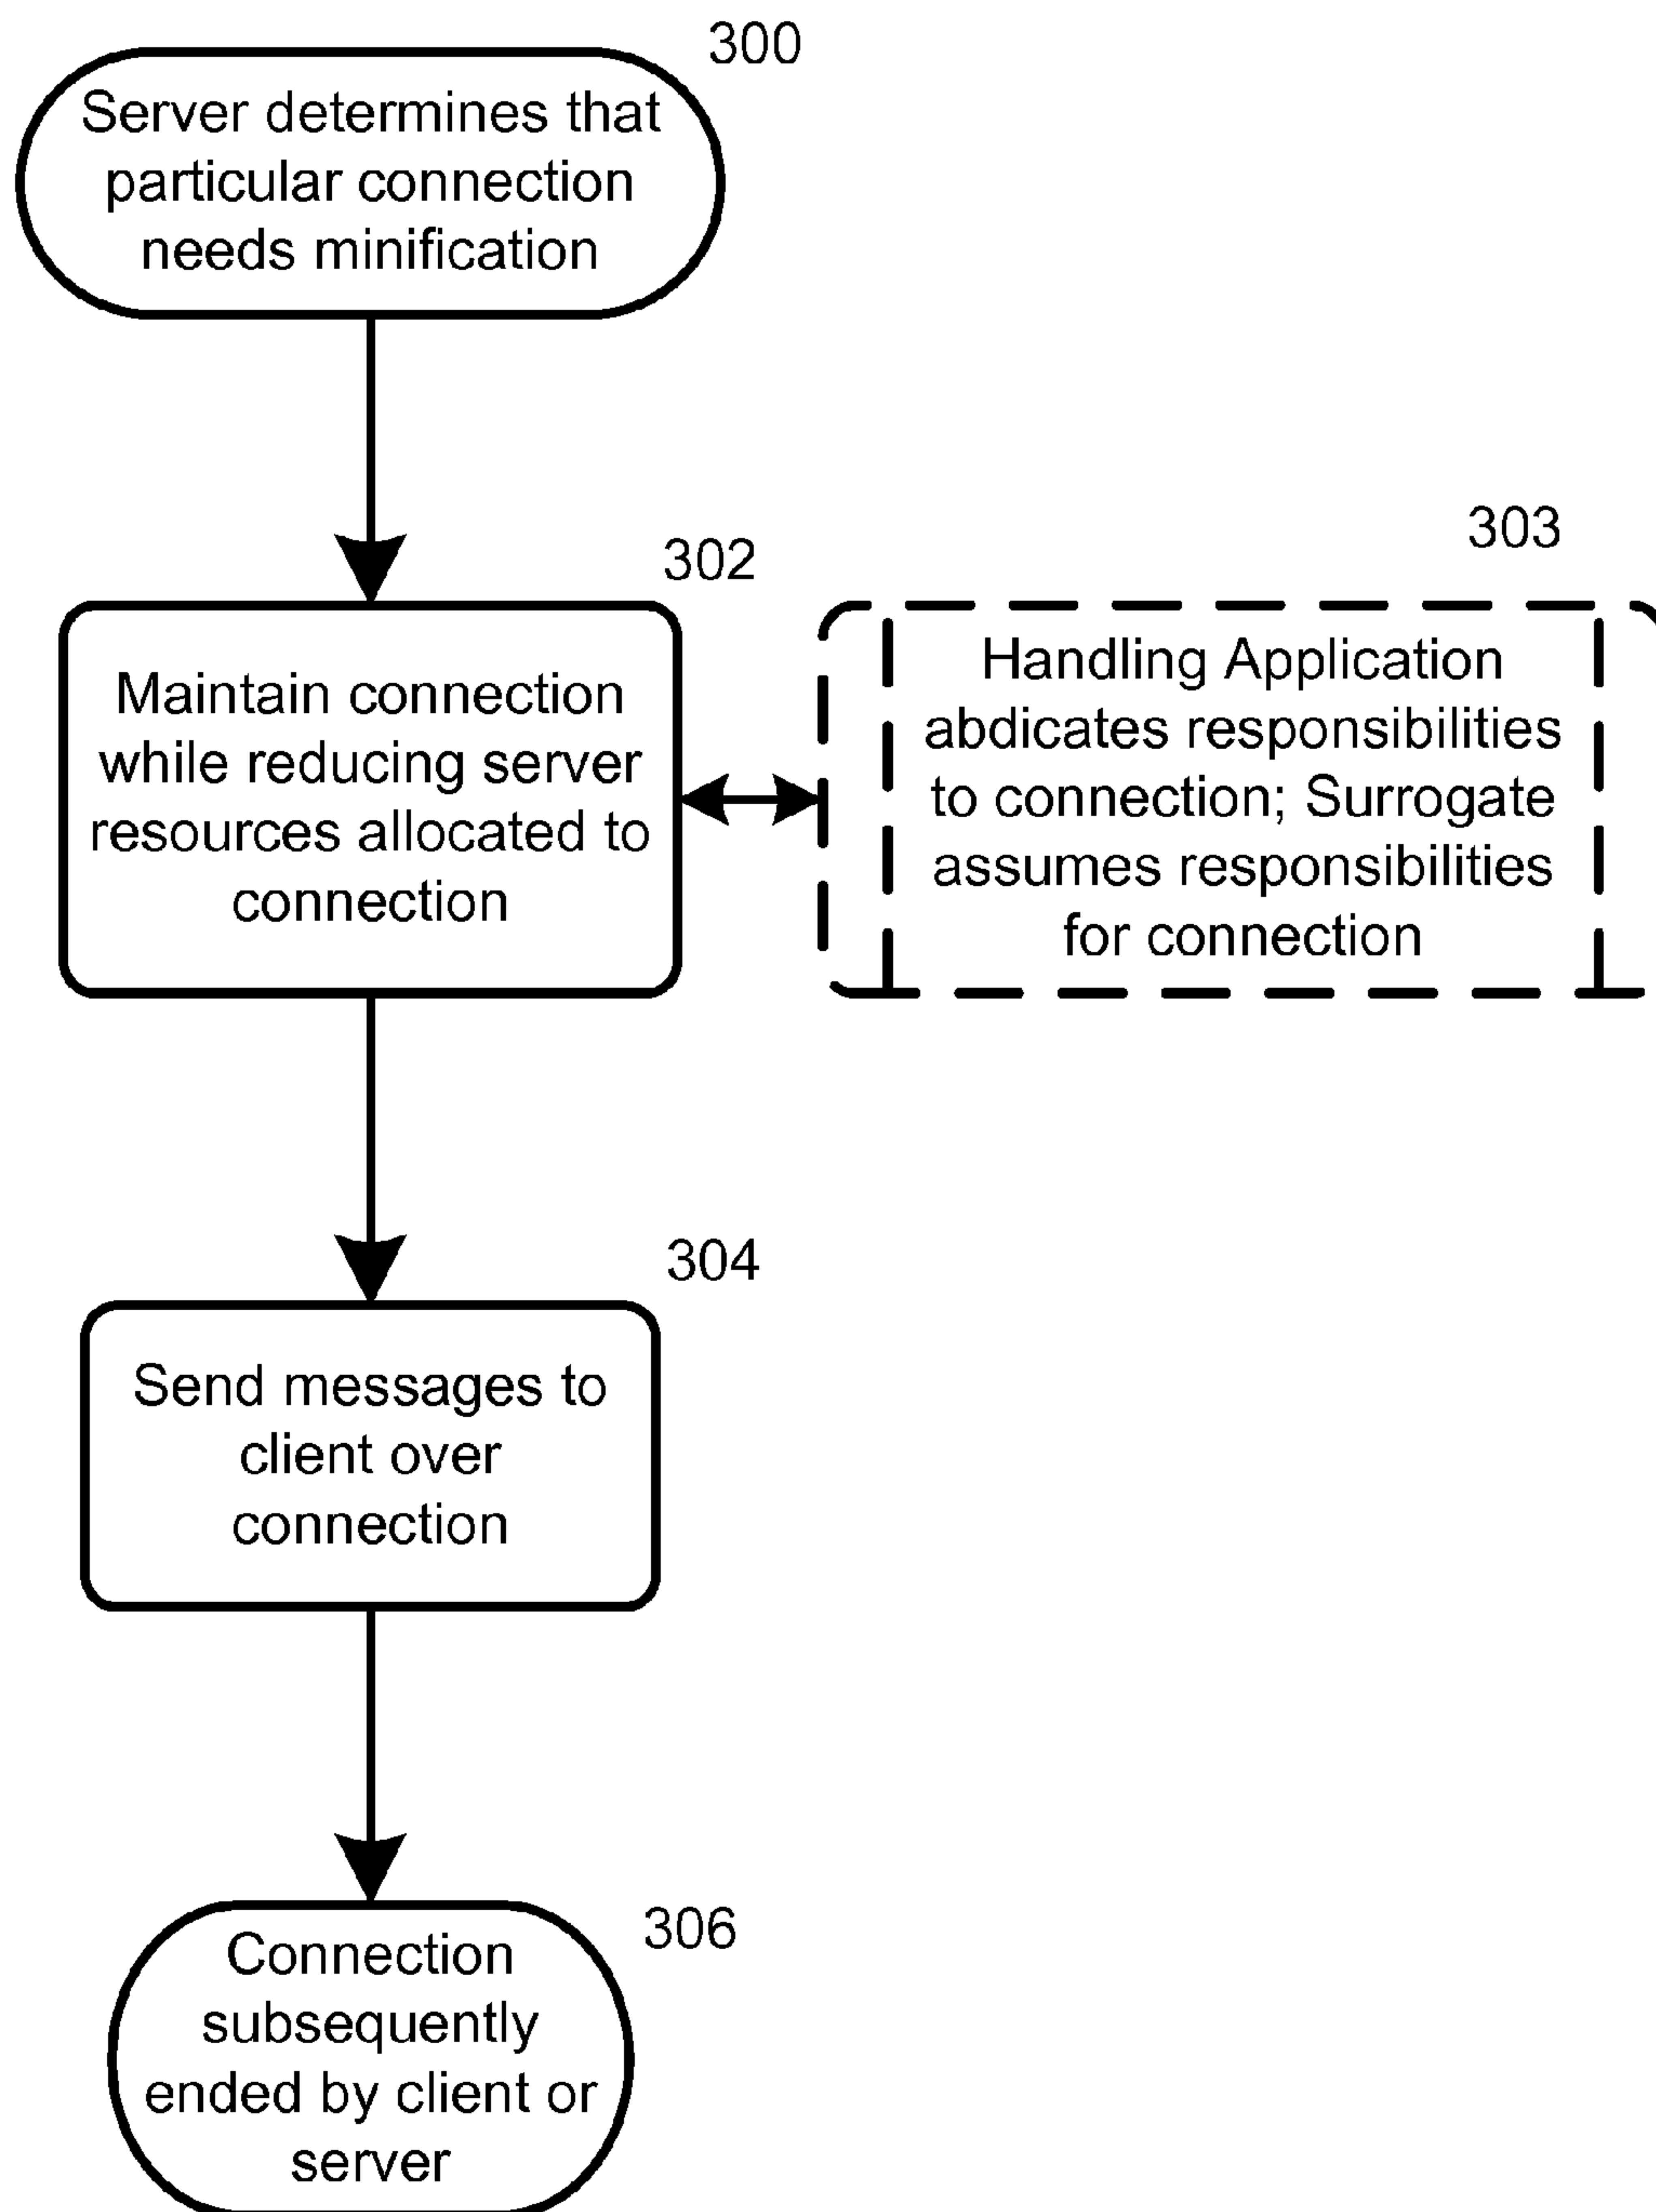 300
Server determines that
particular connection
needs minification
302
Maintain connection
while reducing server
resources allocated to
connection
303
Handling Application
abdicates responsibilities
to connection; Surrogate
assumes responsibilities
for connection
304
Send messages to
client over
connection
306
Connection
subsequently
ended by client or
server